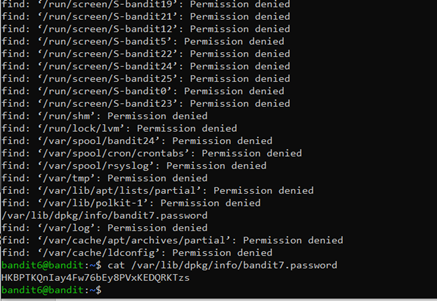 find: ‘/run/screen/S-bandit19’: Permission denied
find: ‘/run/screen/S-bandit21’: Permission denied
find: ‘/run/screen/S-bandit12’: Permission denied
find: ‘/run/screen/S-bandit5’: Permission denied
find: ‘/run/screen/S-bandit22’: Permission denied
find: ‘/run/screen/S-bandit24’: Permission denied
find: ‘/run/screen/S-bandit25’: Permission denied
find: ‘/run/screen/S-bandit0’: Permission denied
find: ‘/run/screen/S-bandit23’: Permission denied
find: ‘/run/shm’: Permission denied
find: ‘/run/lock/lvm’: Permission denied
find: ‘/var/spool/bandit24’: Permission denied
find: ‘/var/spool/cron/crontabs’: Permission denied
find: ‘/var/spool/rsyslog’: Permission denied
find: ‘/var/tmp’: Permission denied
find: ‘/var/lib/apt/lists/partial’: Permission denied
find: ‘/var/lib/polkit-1’: Permission denied
/var/lib/dpkg/info/bandit7.password
find: ‘/var/log’: Permission denied
find: ‘/var/cache/apt/archives/partial’: Permission denied
find: ‘/var/cache/ldconfig’: Permission denied
bandit6@bandit:~$ cat /var/lib/dpkg/info/bandit7.password
HKBPTKQnIay4Fw76bEy8PVxKEDQRKTzs
bandit6@bandit:~$